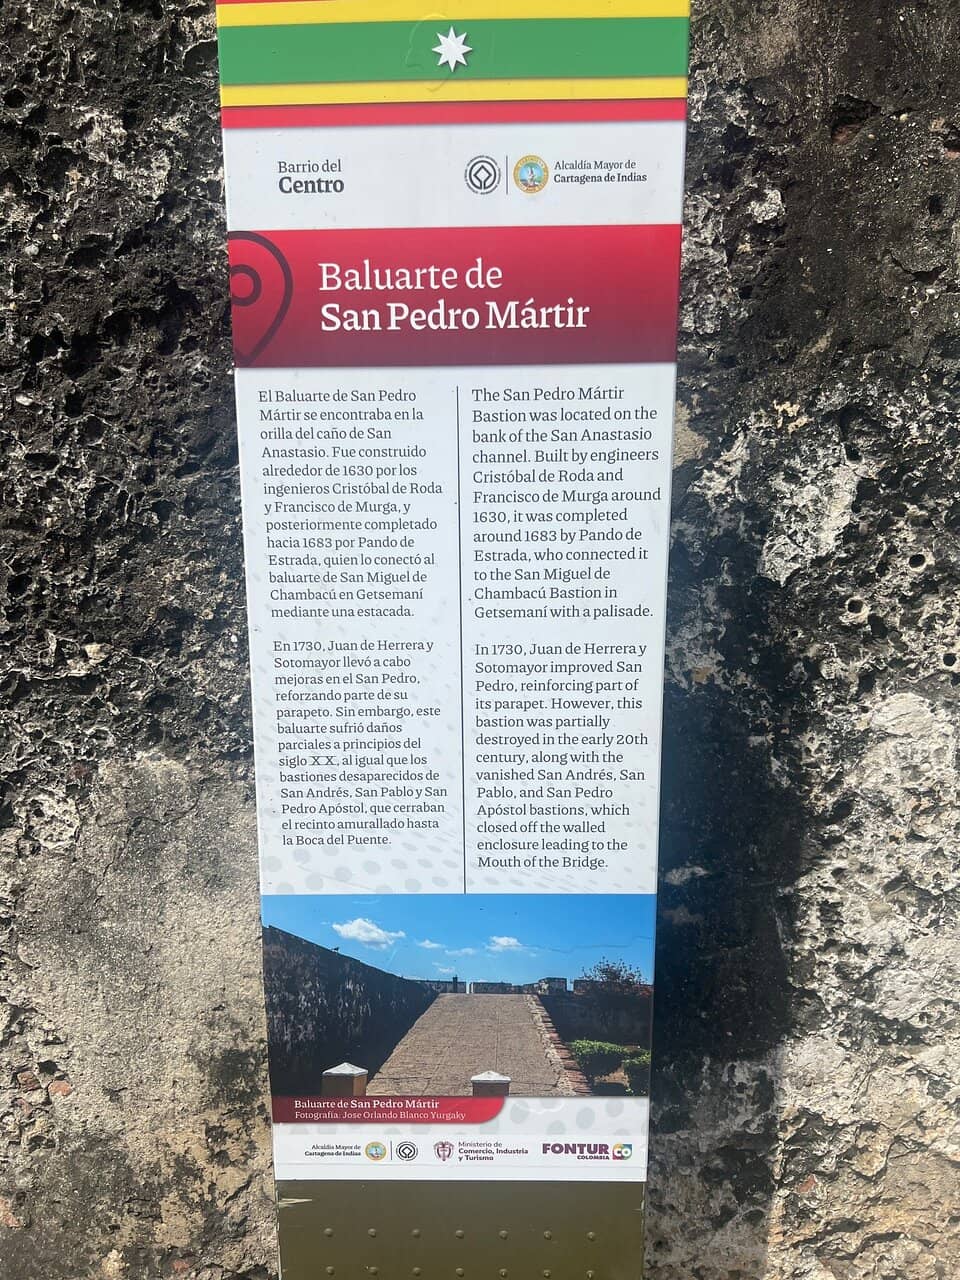 Barrio del
Centro
Alcaldía Mayor de
Cartagena de Indias
Baluarte de
San Pedro Mártir
El Baluarte de San Pedro
Mártir se encontraba en la
orilla del caño de San
Anastasio. Fue construido
alrededor de 1630 por los
ingenieros Cristóbal de Roda
y Francisco de Murga, y
posteriormente completado
hacia 1683 por Pando de
Estrada, quien lo conectó al
baluarte de San Miguel de
Chambacú en Getsemaní
mediante una estacada.
En 1730, Juan de Herrera y
Sotomayor llevó a cabo
mejoras en el San Pedro,
reforzando parte de su
parapeto. Sin embargo, este
baluarte sufrió daños
parciales a principios del
siglo XX, al igual que los
bastiones desaparecidos de
San Andrés, San Pablo y San
Pedro Apóstol, que cerraban
el recinto amurallado hasta
la Boca del Puente.
The San Pedro Mártir
Bastion was located on the
bank of the San Anastasio
channel. Built by engineers
Cristóbal de Roda and
Francisco de Murga around
1630, it was completed
around 1683 by Pando de
Estrada, who connected it
to the San Miguel de
Chambacú Bastion in
Getsemaní with a palisade.
In 1730, Juan de Herrera y
Sotomayor improved San
Pedro, reinforcing part of
its parapet. However, this
bastion was partially
destroyed in the early 20th
century, along with the
vanished San Andrés, San
Pablo, and San Pedro
Apóstol bastions, which
closed off the walled
enclosure leading to the
Mouth of the Bridge.
Baluarte de San Pedro Mártir
Fotografía: Jose Orlando Blanco Yurgaky
Alcaldía Mayor de
Cartagena de Indias
Ministerio de
Comercio, Industria
y Turismo
FONTUR
COLOMBIA
CO